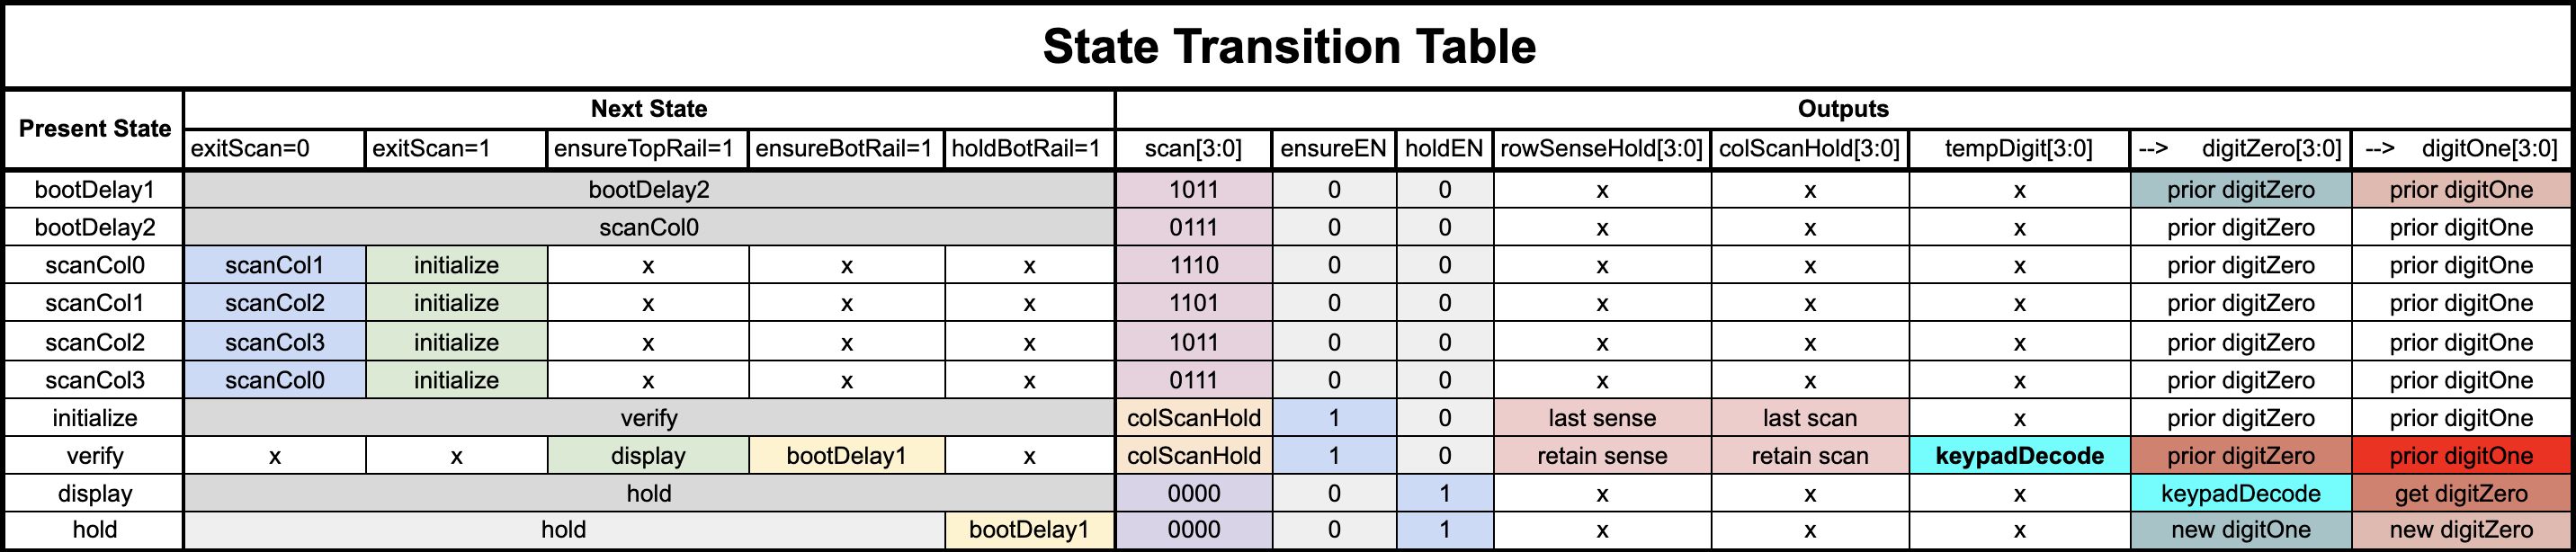 State Transition Table
Present State Next State Outputs
exitScan=0 exitScan=1 ensureTopRail=1 ensureBotRail=1 holdBotRail=1 scan[3:0] ensureEN holdEN rowSenseHold[3:0] colScanHold[3:0] tempDigit[3:0] --> digitZero[3:0] --> digitOne[3:0]
bootDelay1 bootDelay2 1011 0 0 x x x prior digitZero prior digitOne
bootDelay2 scanCol0 0111 0 0 x x x prior digitZero prior digitOne
scanCol0 scanCol1 initialize x x x 1110 0 0 x x x prior digitZero prior digitOne
scanCol1 scanCol2 initialize x x x 1101 0 0 x x x prior digitZero prior digitOne
scanCol2 scanCol3 initialize x x x 1011 0 0 x x x prior digitZero prior digitOne
scanCol3 scanCol0 initialize x x x 0111 0 0 x x x prior digitZero prior digitOne
initialize verify colScanHold 1 0 last sense last scan x prior digitZero prior digitOne
verify x x display bootDelay1 x colScanHold 1 0 retain sense retain scan keypadDecode prior digitZero prior digitOne
display hold 0000 0 1 x x x keypadDecode get digitZero
hold hold bootDelay1 0000 0 1 x x x new digitOne new digitZero